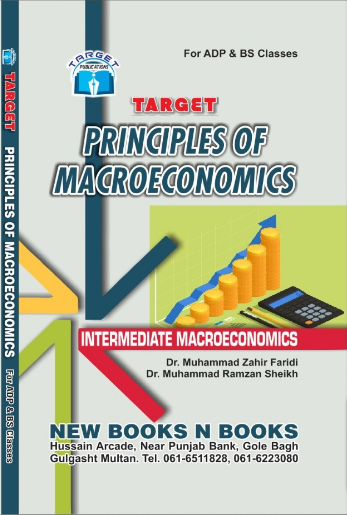 TARGET
PRINCIPLES OF MACROECONOMICS
For ADP & BS Classes
TARGET
PUBLICATIONS
For ADP & BS Classes
TARGET
PRINCIPLES OF
MACROECONOMICS
INTERMEDIATE MACROECONOMICS
Dr. Muhammad Zahir Faridi
Dr. Muhammad Ramzan Sheikh
NEW BOOKS N BOOKS
Hussain Arcade, Near Punjab Bank, Gole Bagh
Gulgasht Multan. Tel. 061-6511828, 061-6223080